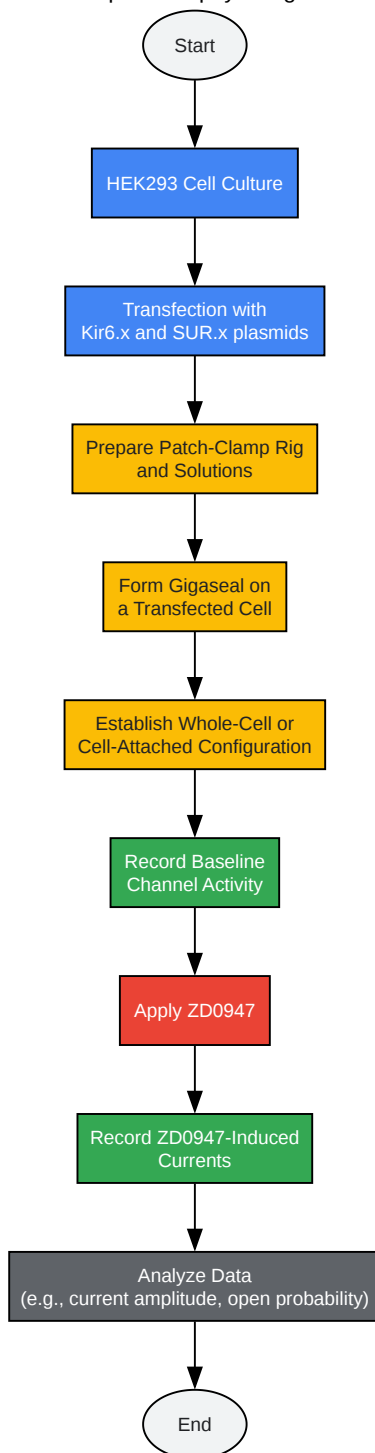 Start
HEK293 Cell Culture
Transfection with
Kir6.x and SUR.x plasmids
Prepare Patch-Clamp Rig
and Solutions
Form Gigaseal on
a Transfected Cell
Establish Whole-Cell or
Cell-Attached Configuration
Record Baseline
Channel Activity
Apply ZD0947
Record ZD0947-Induced
Currents
Analyze Data
(e.g., current amplitude, open probability)
End